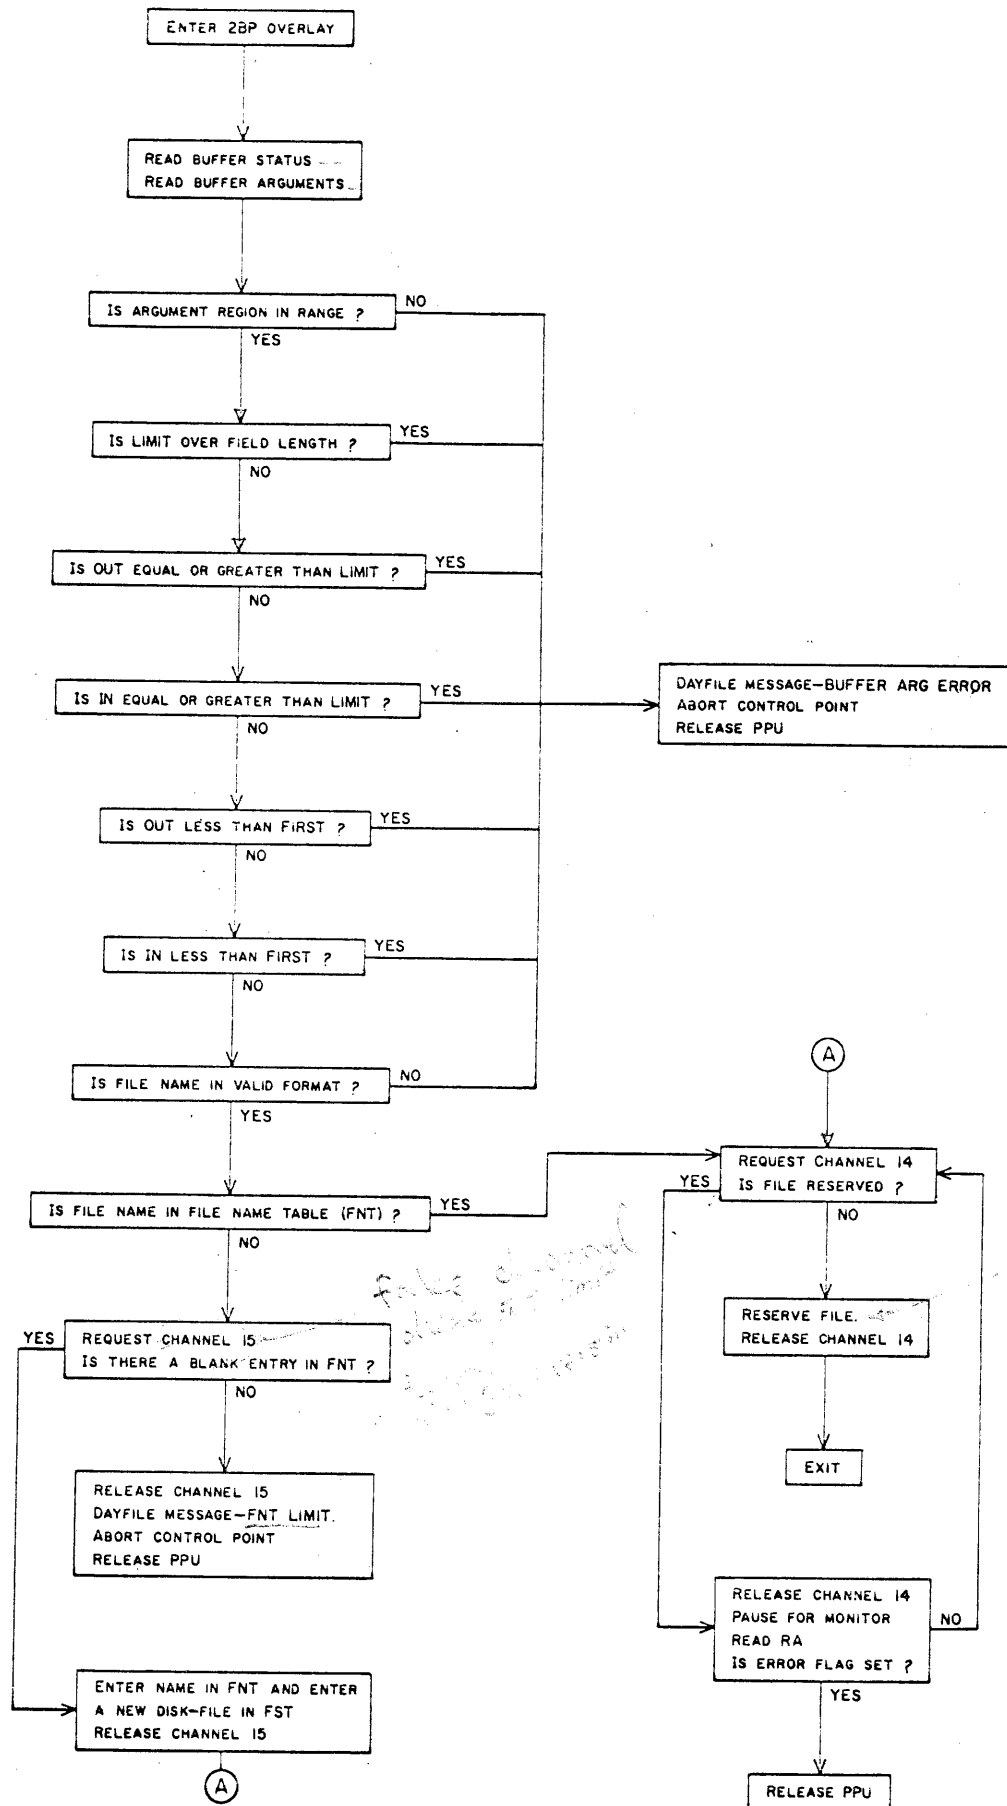 ENTER 2BP OVERLAY
READ BUFFER STATUS
READ BUFFER ARGUMENTS
IS ARGUMENT REGION IN RANGE ?
NO
YES
IS LIMIT OVER FIELD LENGTH ?
YES
NO
IS OUT EQUAL OR GREATER THAN LIMIT ?
YES
NO
IS IN EQUAL OR GREATER THAN LIMIT ?
YES
NO
DAYFILE MESSAGE-BUFFER ARG ERROR
ABORT CONTROL POINT
RELEASE PPU
IS OUT LESS THAN FIRST ?
YES
NO
IS IN LESS THAN FIRST ?
YES
NO
IS FILE NAME IN VALID FORMAT ?
NO
YES
IS FILE NAME IN FILE NAME TABLE (FNT) ?
YES
NO
REQUEST CHANNEL 15
IS THERE A BLANK ENTRY IN FNT ?
YES
NO
RELEASE CHANNEL 15
DAYFILE MESSAGE-FNT LIMIT.
ABORT CONTROL POINT
RELEASE PPU
ENTER NAME IN FNT AND ENTER
A NEW DISK-FILE IN FST
RELEASE CHANNEL 15
A
A
REQUEST CHANNEL 14
IS FILE RESERVED ?
YES
NO
RESERVE FILE.
RELEASE CHANNEL 14
EXIT
RELEASE CHANNEL 14
PAUSE FOR MONITOR
READ RA
IS ERROR FLAG SET ?
NO
YES
RELEASE PPU
channel